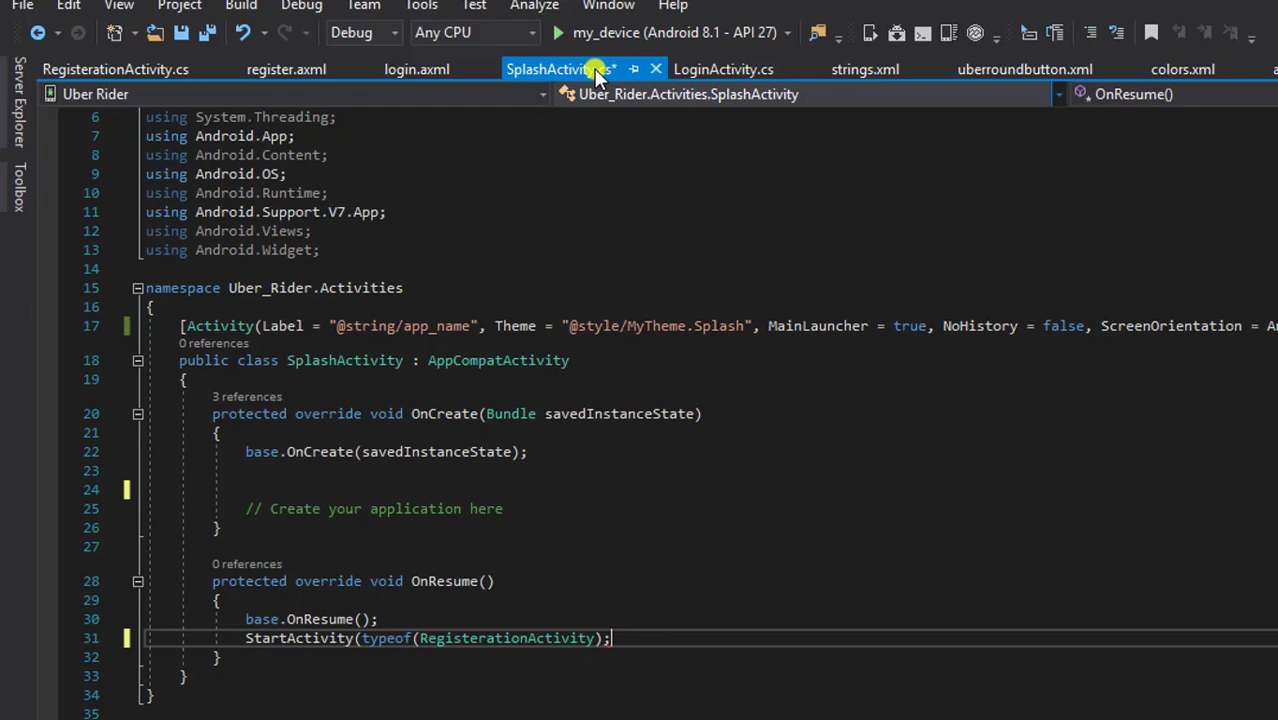 File Edit View Project Build Debug Team Tools Test Analyze Window Help
Debug Any CPU my_device (Android 8.1 - API 27)
RegisterationActivity.cs register.axml login.axml LoginActivity.cs strings.xml uberroundbutton.xml colors.xml
Uber Rider Uber_Rider.Activities.SplashActivity OnResume()
Server Explorer
Toolbox
6 using System.Threading;
7 using Android.App;
8 using Android.Content;
9 using Android.OS;
10 using Android.Runtime;
11 using Android.Support.V7.App;
12 using Android.Views;
13 using Android.Widget;
14
15 namespace Uber_Rider.Activities
16 {
17 [Activity(Label = "@string/app_name", Theme = "@style/MyTheme.Splash", MainLauncher = true, NoHistory = false, ScreenOrientation =
0 references
18 public class SplashActivity : AppCompatActivity
19 {
3 references
20 protected override void OnCreate(Bundle savedInstanceState)
21 {
22 base.OnCreate(savedInstanceState);
23
24
25 // Create your application here
26 }
27
0 references
28 protected override void OnResume()
29 {
30 base.OnResume();
31 StartActivity(typeof(RegisterationActivity);
32 }
33 }
34 }
35